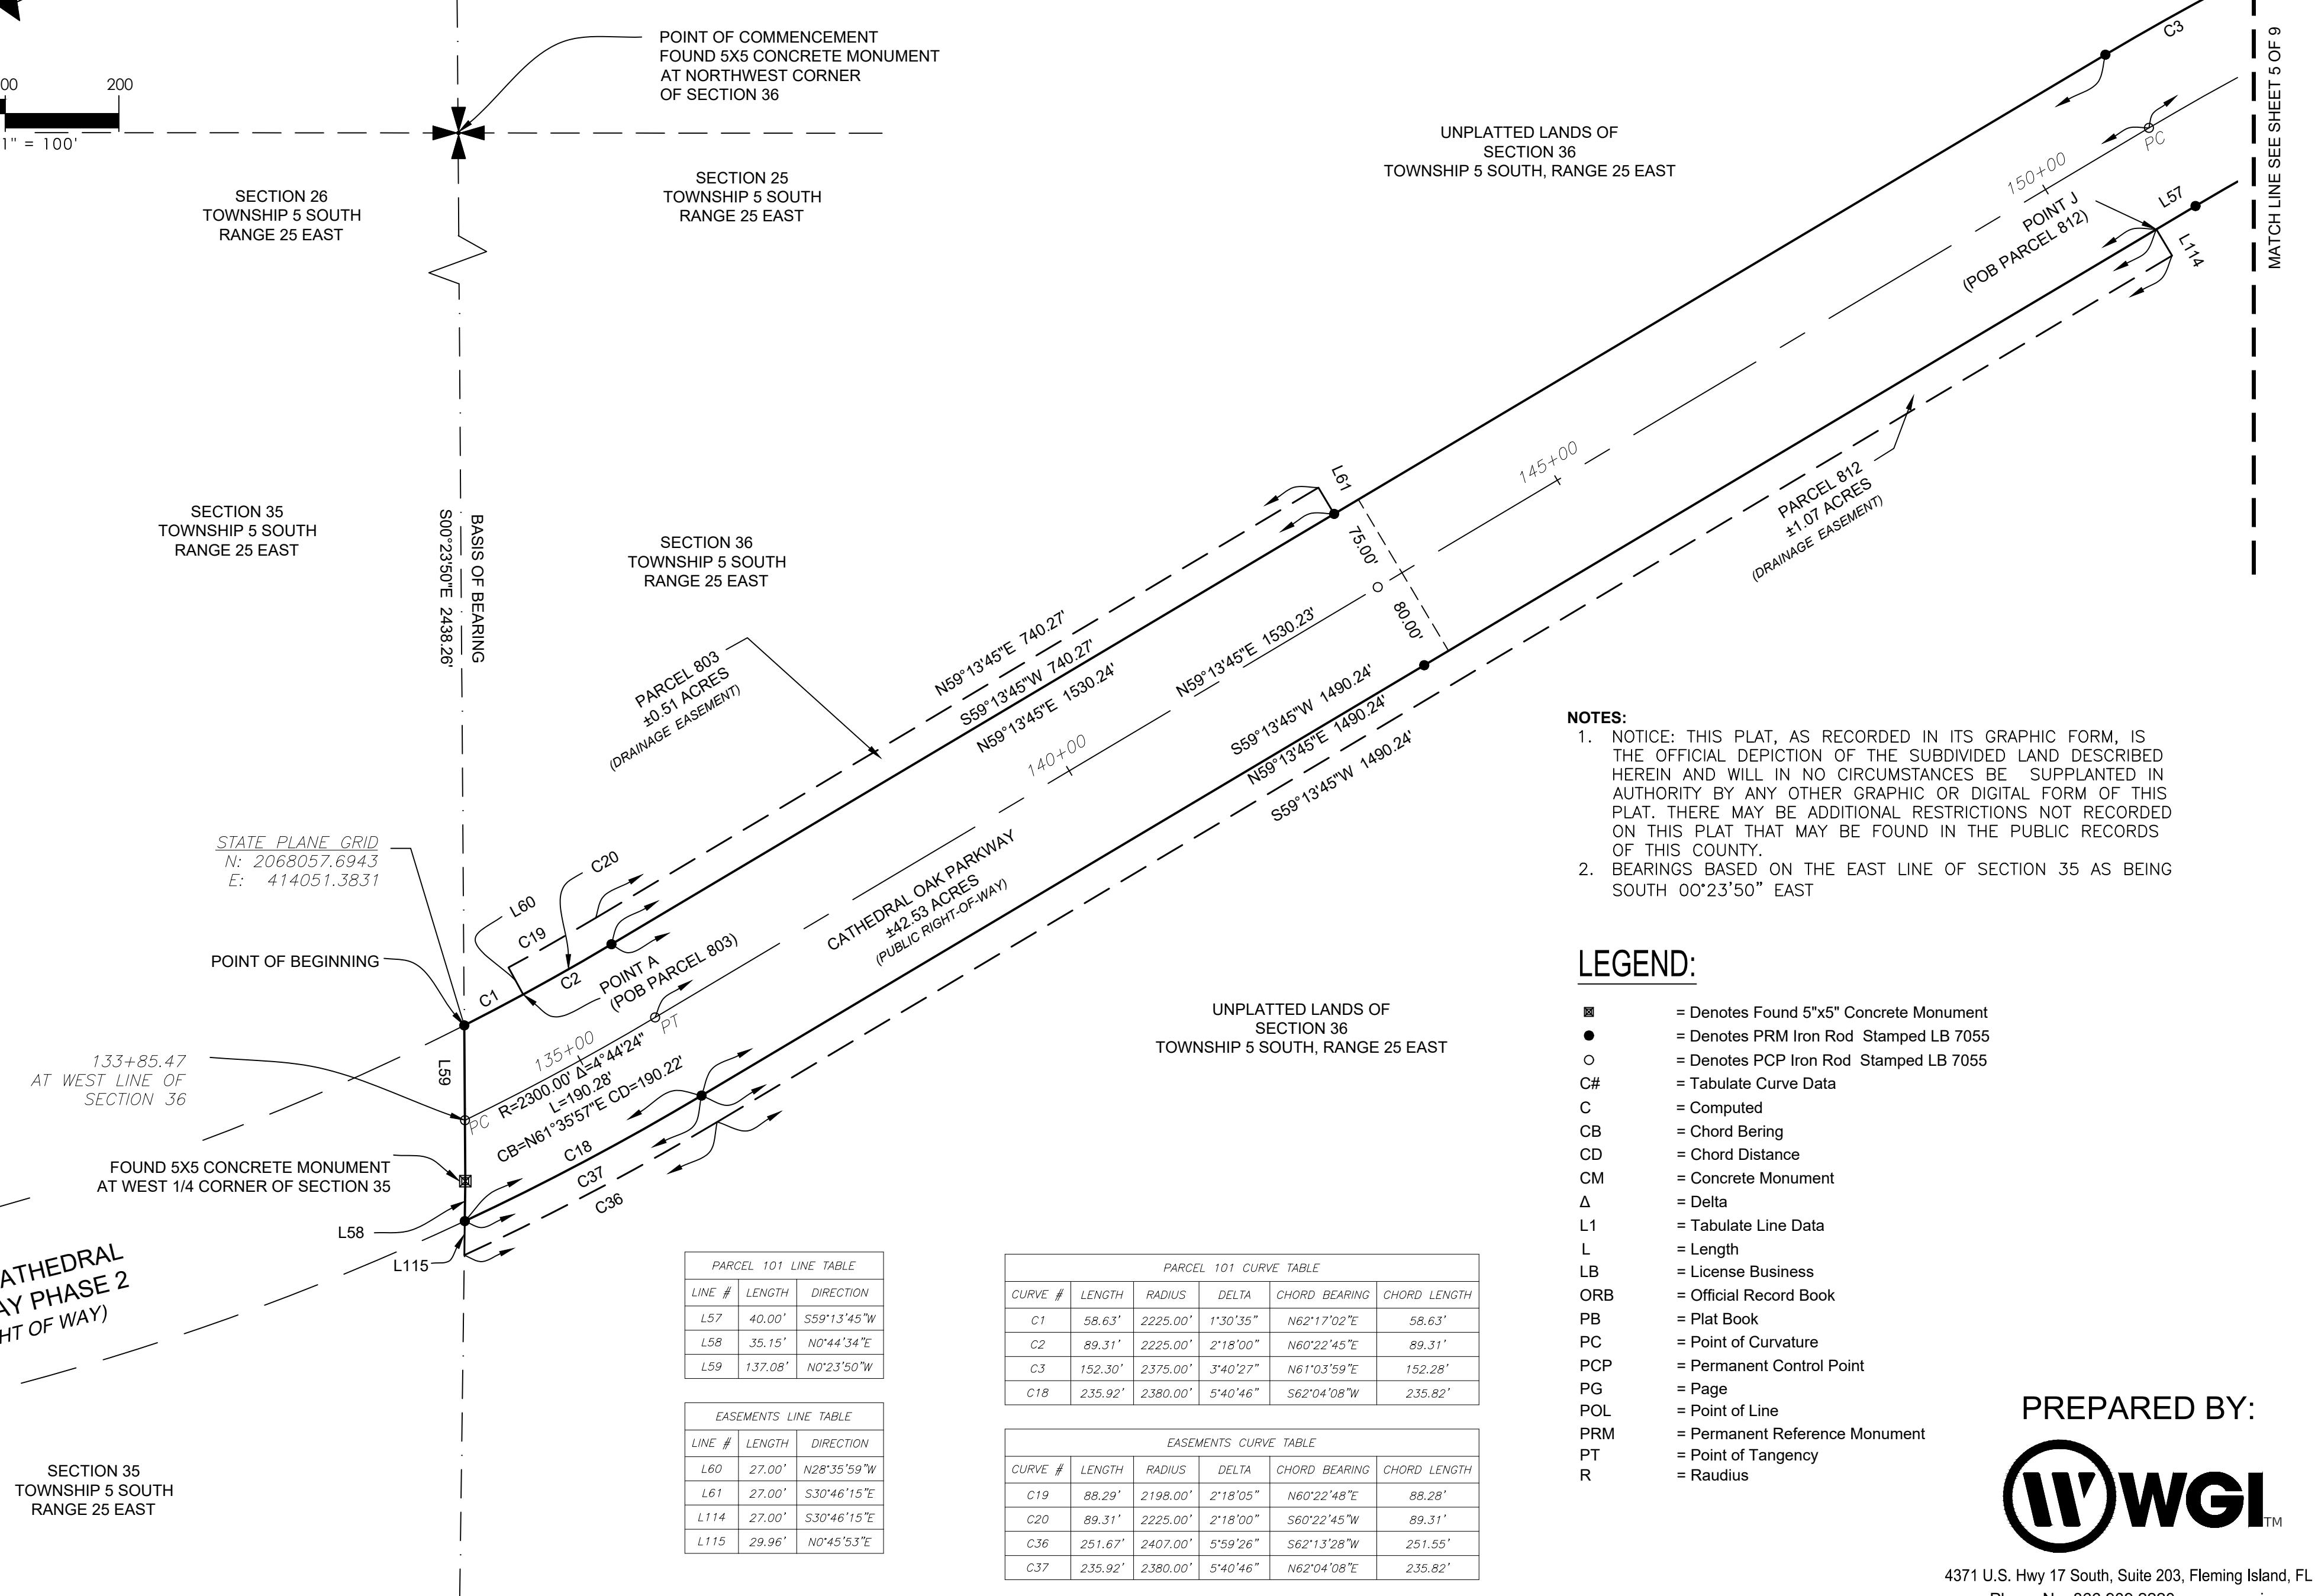 POINT OF COMMENCEMENT
FOUND 5X5 CONCRETE MONUMENT
AT NORTHWEST CORNER
OF SECTION 36
00 200
1" = 100'
SECTION 26
TOWNSHIP 5 SOUTH
RANGE 25 EAST
SECTION 25
TOWNSHIP 5 SOUTH
RANGE 25 EAST
UNPLATTED LANDS OF
SECTION 36
TOWNSHIP 5 SOUTH, RANGE 25 EAST
C3
PC
150+00
POINT J
(POB PARCEL 812)
L57
L114
MATCH LINE SEE SHEET 5 OF 9
SECTION 35
TOWNSHIP 5 SOUTH
RANGE 25 EAST
BASIS OF BEARING
S00°23'50"E 2438.26'
SECTION 36
TOWNSHIP 5 SOUTH
RANGE 25 EAST
L61
75.00'
80.00'
145+00
PARCEL 812
±1.07 ACRES
(DRAINAGE EASEMENT)
PARCEL 803
±0.51 ACRES
(DRAINAGE EASEMENT)
N59°13'45"E 740.27'
S59°13'45"W 740.27'
N59°13'45"E 1530.24'
N59°13'45"E 1530.23'
140+00
S59°13'45"W 1490.24'
N59°13'45"E 1490.24'
S59°13'45"W 1490.24'
CATHEDRAL OAK PARKWAY
±42.53 ACRES
(PUBLIC RIGHT-OF-WAY)
STATE PLANE GRID
N: 2068057.6943
E: 414051.3831
L60
C20
C19
POINT OF BEGINNING
C1
C2
POINT A
(POB PARCEL 803)
PT
135+00
R=2300.00' Δ=4°44'24"
L=190.28'
CB=N61°35'57"E CD=190.22'
133+85.47
AT WEST LINE OF
SECTION 36
L59
PC
FOUND 5X5 CONCRETE MONUMENT
AT WEST 1/4 CORNER OF SECTION 35
C18
C37
C36
L58
L115
ATHEDRAL
AY PHASE 2
HT OF WAY)
SECTION 35
TOWNSHIP 5 SOUTH
RANGE 25 EAST
UNPLATTED LANDS OF
SECTION 36
TOWNSHIP 5 SOUTH, RANGE 25 EAST
PARCEL 101 LINE TABLE
LINE # LENGTH DIRECTION
L57 40.00' S59°13'45"W
L58 35.15' N0°44'34"E
L59 137.08' N0°23'50"W
EASEMENTS LINE TABLE
LINE # LENGTH DIRECTION
L60 27.00' N28°35'59"W
L61 27.00' S30°46'15"E
L114 27.00' S30°46'15"E
L115 29.96' N0°45'53"E
PARCEL 101 CURVE TABLE
CURVE # LENGTH RADIUS DELTA CHORD BEARING CHORD LENGTH
C1 58.63' 2225.00' 1°30'35" N62°17'02"E 58.63'
C2 89.31' 2225.00' 2°18'00" N60°22'45"E 89.31'
C3 152.30' 2375.00' 3°40'27" N61°03'59"E 152.28'
C18 235.92' 2380.00' 5°40'46" S62°04'08"W 235.82'
EASEMENTS CURVE TABLE
CURVE # LENGTH RADIUS DELTA CHORD BEARING CHORD LENGTH
C19 88.29' 2198.00' 2°18'05" N60°22'48"E 88.28'
C20 89.31' 2225.00' 2°18'00" S60°22'45"W 89.31'
C36 251.67' 2407.00' 5°59'26" S62°13'28"W 251.55'
C37 235.92' 2380.00' 5°40'46" N62°04'08"E 235.82'
NOTES:
1. NOTICE: THIS PLAT, AS RECORDED IN ITS GRAPHIC FORM, IS
THE OFFICIAL DEPICTION OF THE SUBDIVIDED LAND DESCRIBED
HEREIN AND WILL IN NO CIRCUMSTANCES BE SUPPLANTED IN
AUTHORITY BY ANY OTHER GRAPHIC OR DIGITAL FORM OF THIS
PLAT. THERE MAY BE ADDITIONAL RESTRICTIONS NOT RECORDED
ON THIS PLAT THAT MAY BE FOUND IN THE PUBLIC RECORDS
OF THIS COUNTY.
2. BEARINGS BASED ON THE EAST LINE OF SECTION 35 AS BEING
SOUTH 00°23'50" EAST
LEGEND:
= Denotes Found 5"x5" Concrete Monument
= Denotes PRM Iron Rod Stamped LB 7055
= Denotes PCP Iron Rod Stamped LB 7055
C# = Tabulate Curve Data
C = Computed
CB = Chord Bering
CD = Chord Distance
CM = Concrete Monument
Δ = Delta
L1 = Tabulate Line Data
L = Length
LB = License Business
ORB = Official Record Book
PB = Plat Book
PC = Point of Curvature
PCP = Permanent Control Point
PG = Page
POL = Point of Line
PRM = Permanent Reference Monument
PT = Point of Tangency
R = Raudius
PREPARED BY:
WGI TM
4371 U.S. Hwy 17 South, Suite 203, Fleming Island, FL